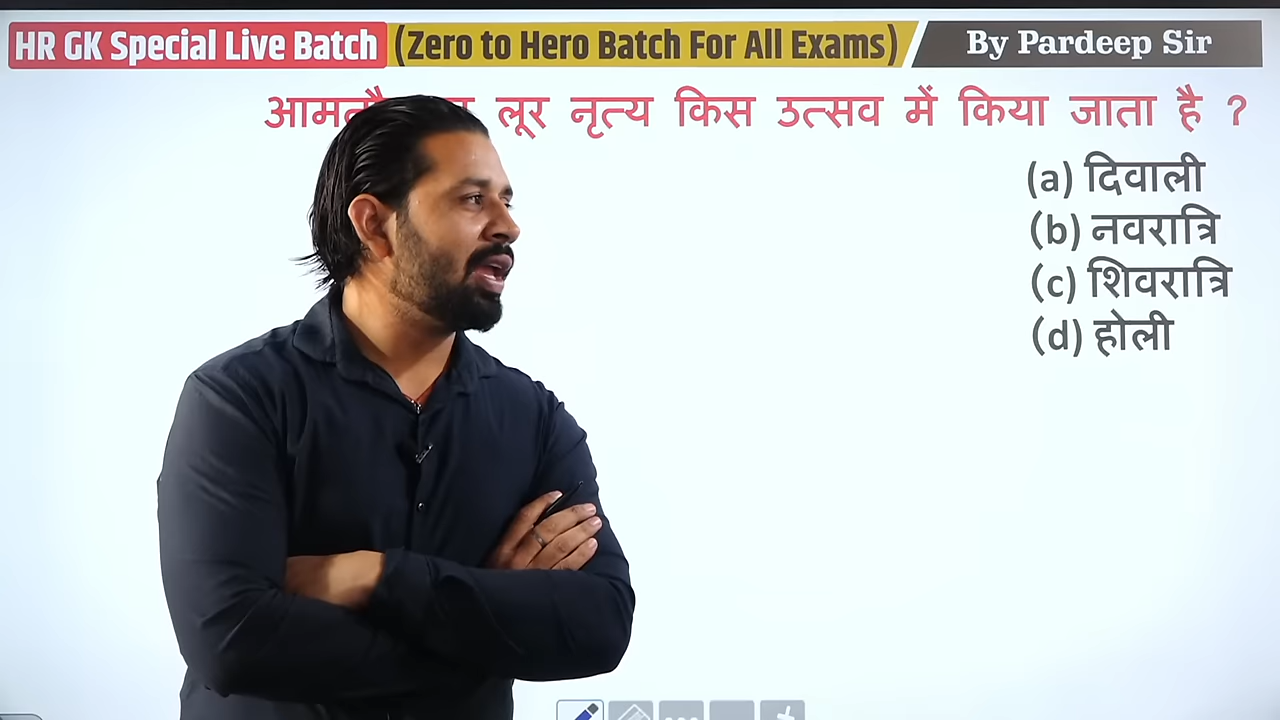 HR GK Special Live Batch (Zero to Hero Batch For All Exams) By Pardeep Sir
लूर नृत्य किस उत्सव में किया जाता है ?
(a) दिवाली
(b) नवरात्रि
(c) शिवरात्रि
(d) होली